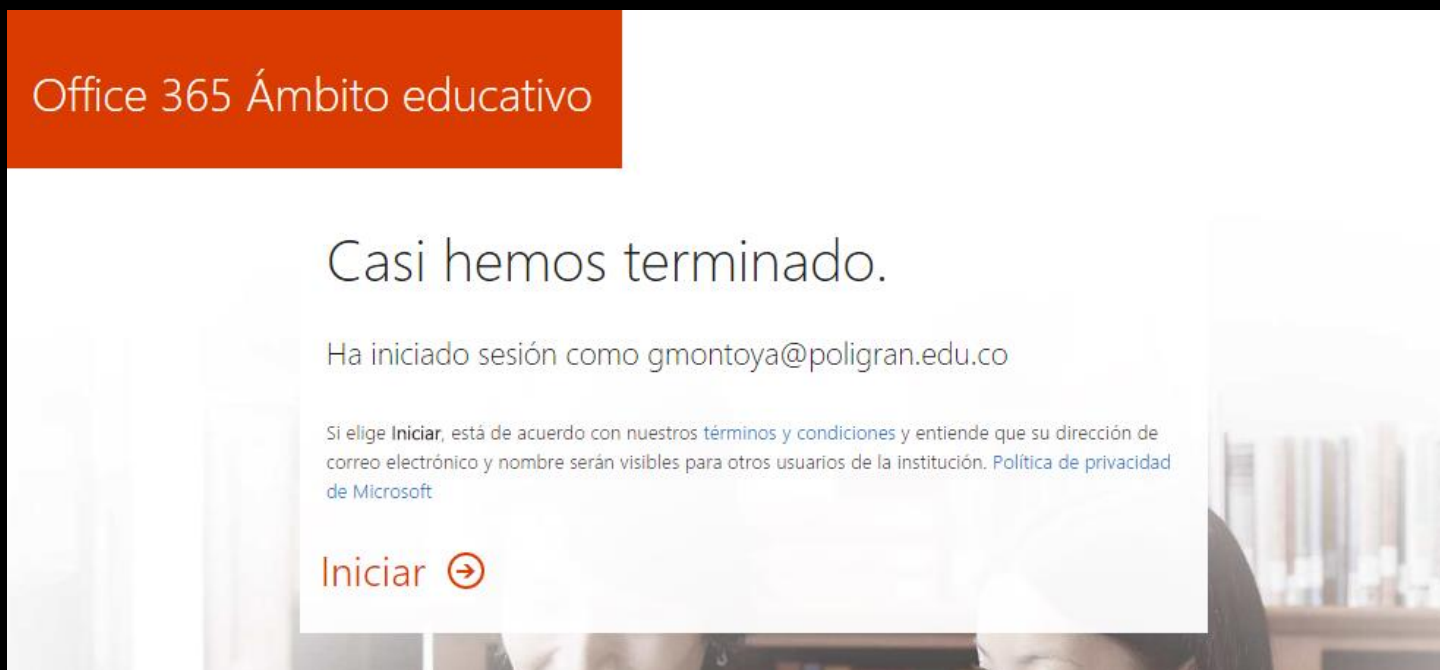 Office 365 Ámbito educativo
Casi hemos terminado.
Ha iniciado sesión como gmontoya@poligran.edu.co
Si elige Iniciar, está de acuerdo con nuestros términos y condiciones y entiende que su dirección de
correo electrónico y nombre serán visibles para otros usuarios de la institución. Política de privacidad
de Microsoft
Iniciar